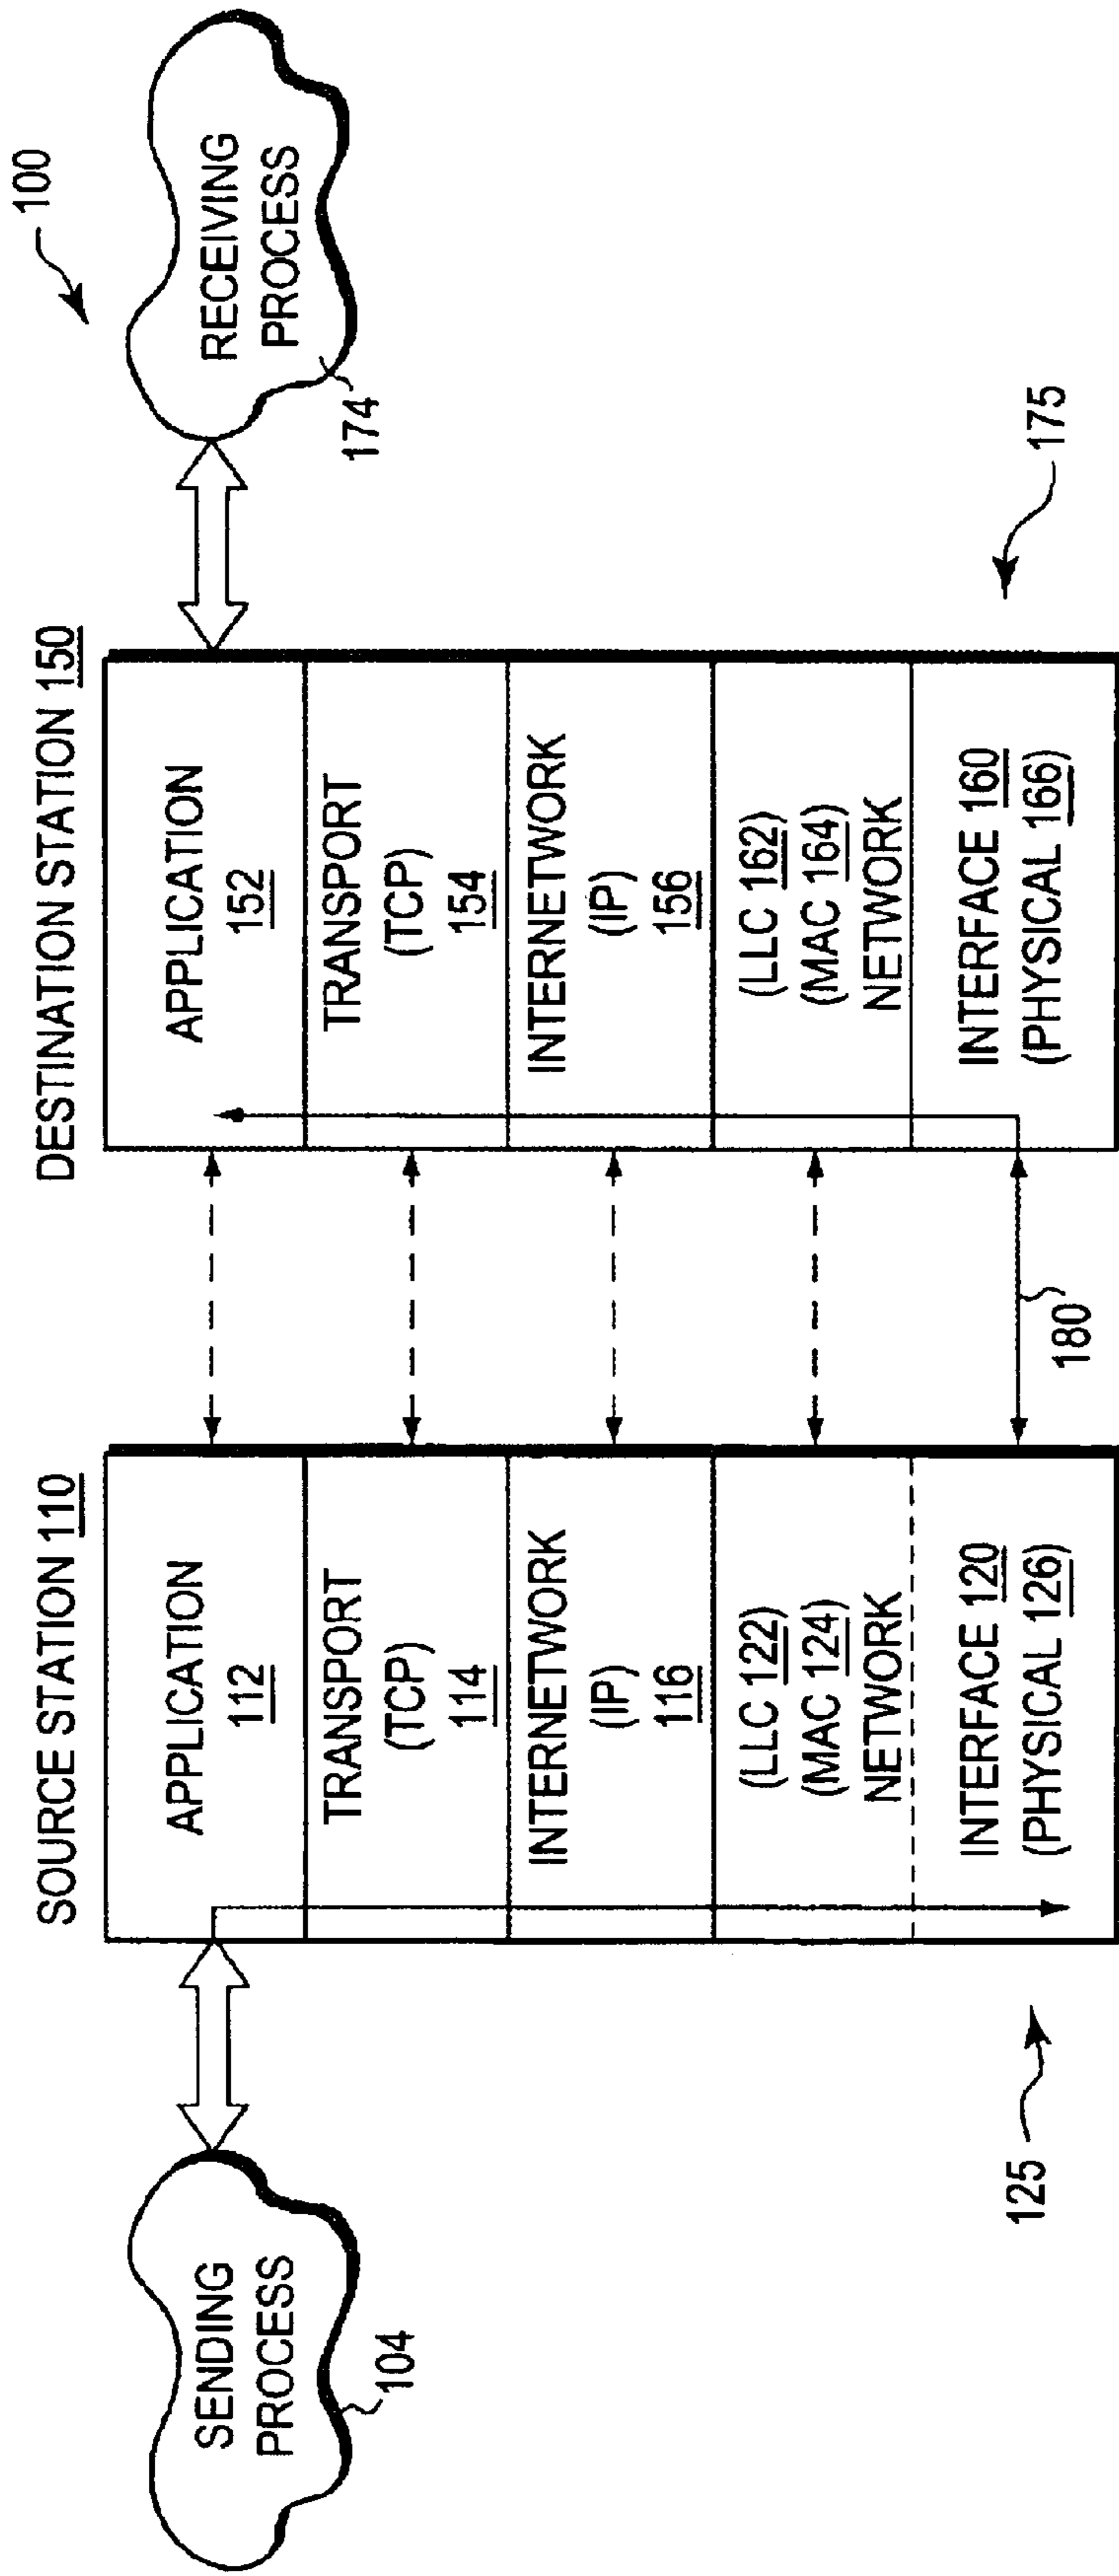 100
SENDING
PROCESS
104
SOURCE STATION 110
APPLICATION
112
TRANSPORT
(TCP)
114
INTERNETWORK
(IP)
116
(LLC 122)
(MAC 124)
NETWORK
INTERFACE 120
(PHYSICAL 126)
125
180
DESTINATION STATION 150
APPLICATION
152
TRANSPORT
(TCP)
154
INTERNETWORK
(IP)
156
(LLC 162)
(MAC 164)
NETWORK
INTERFACE 160
(PHYSICAL 166)
175
RECEIVING
PROCESS
174